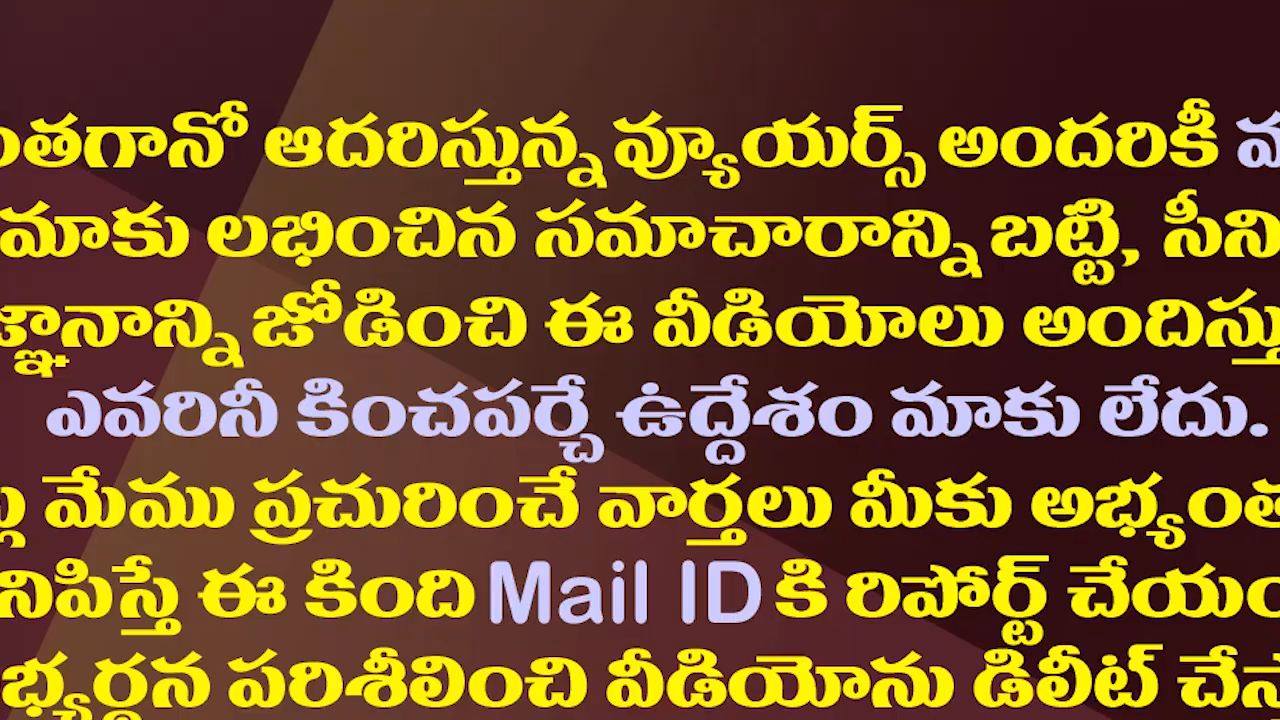 ంతగానో ఆదరిస్తున్న వ్యూయర్స్ అందరికీ
మాకు లభించిన సమాచారాన్ని బట్టి, సీని
జ్ఞానాన్ని జోడించి ఈ వీడియోలు అందిస్తు
ఎవరినీ కించపర్చే ఉద్దేశం మాకు లేదు.
మేము ప్రచురించే వార్తలు మీకు అభ్యంత
నిపిస్తే ఈ కింది Mail ID కి రిపోర్ట్ చేయం
భ్యర్థన పరిశీలించి వీడియోను డిలీట్ చేస